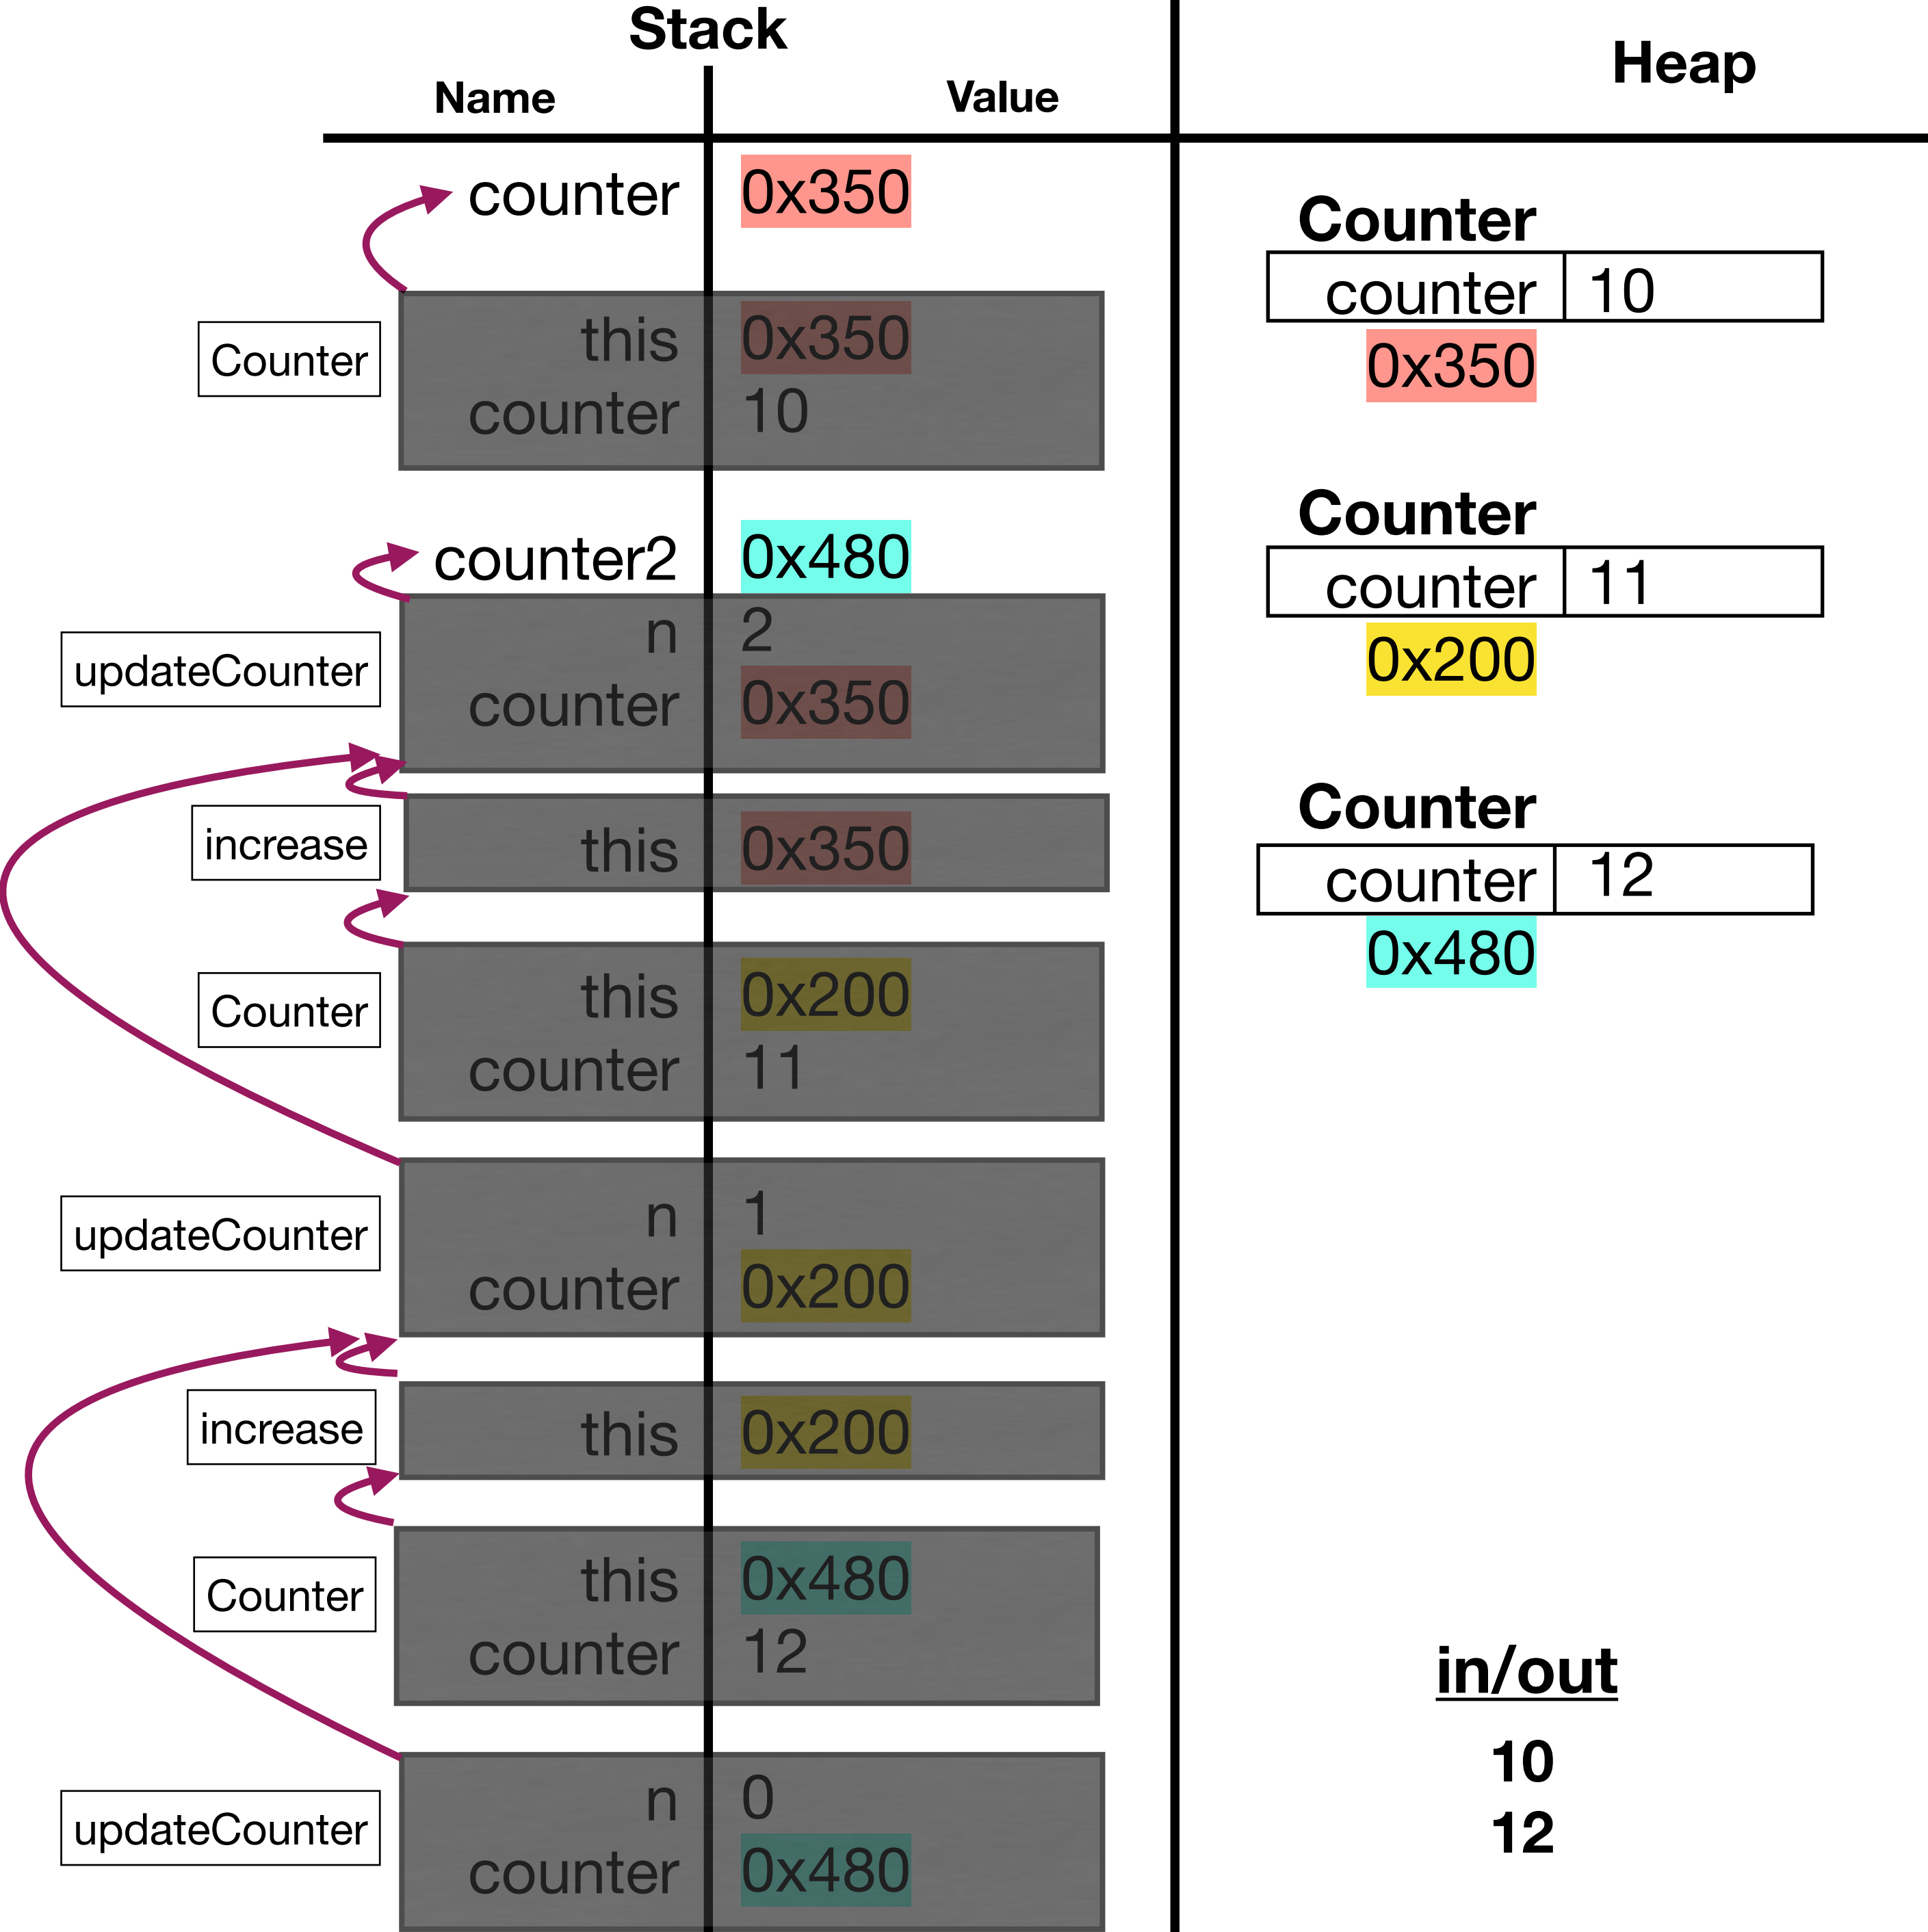 Stack
Heap
Name Value
counter 0x350
Counter
this 0x350
counter 10
counter2 0x480
updateCounter
n 2
counter 0x350
increase
this 0x350
Counter
this 0x200
counter 11
updateCounter
n 1
counter 0x200
increase
this 0x200
Counter
this 0x480
counter 12
updateCounter
n 0
counter 0x480
Counter
counter 10
0x350
Counter
counter 11
0x200
Counter
counter 12
0x480
in/out
10
12